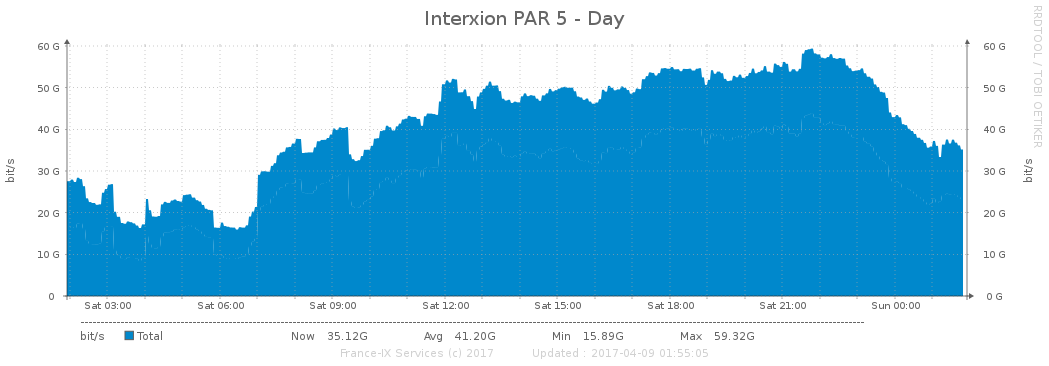 Interxion PAR 5 - Day
RRDTOOL / TOBI OETIKER
bit/s
60 G
50 G
40 G
30 G
20 G
10 G
0
60 G
50 G
40 G
30 G
20 G
10 G
0 G
bit/s
Sat 03:00 Sat 06:00 Sat 09:00 Sat 12:00 Sat 15:00 Sat 18:00 Sat 21:00 Sun 00:00
bit/s Total Now 35.12G Avg 41.20G Min 15.89G Max 59.32G
France-IX Services (c) 2017 Updated : 2017-04-09 01:55:05